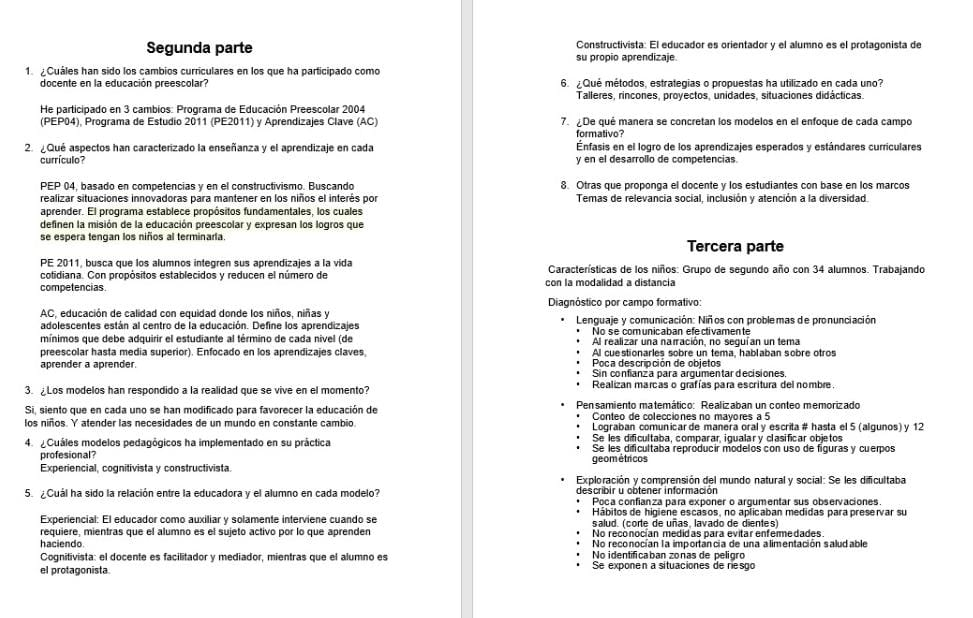 Segunda parte
1. ¿Cuáles han sido los cambios curriculares en los que ha participado como
docente en la educación preescolar?
He participado en 3 cambios: Programa de Educación Preescolar 2004
(PEP04), Programa de Estudio 2011 (PE2011) y Aprendizajes Clave (AC)
2. ¿Qué aspectos han caracterizado la enseñanza y el aprendizaje en cada
currículo?
PEP 04, basado en competencias y en el constructivismo. Buscando
realizar situaciones innovadoras para mantener en los niños el interés por
aprender. El programa establece propósitos fundamentales, los cuales
definen la misión de la educación preescolar y expresan los logros que
se espera tengan los niños al terminarla.
PE 2011, busca que los alumnos integren sus aprendizajes a la vida
cotidiana. Con propósitos establecidos y reducen el número de
competencias.
AC, educación de calidad con equidad donde los niños, niñas y
adolescentes están al centro de la educación. Define los aprendizajes
mínimos que debe adquirir el estudiante al término de cada nivel (de
preescolar hasta media superior). Enfocado en los aprendizajes claves,
aprender a aprender.
3. ¿Los modelos han respondido a la realidad que se vive en el momento?
Si, siento que en cada uno se han modificado para favorecer la educación de
los niños. Y atender las necesidades de un mundo en constante cambio.
4. ¿Cuáles modelos pedagógicos ha implementado en su práctica
profesional?
Experiencial, cognitivista y constructivista.
5. ¿Cuál ha sido la relación entre la educadora y el alumno en cada modelo?
Experiencial: El educador como auxiliar y solamente interviene cuando se
requiere, mientras que el alumno es el sujeto activo por lo que aprenden
haciendo.
Cognitivista: el docente es facilitador y mediador, mientras que el alumno es
el protagonista.
Constructivista: El educador es orientador y el alumno es el protagonista de
su propio aprendizaje.
6. ¿Qué métodos, estrategias o propuestas ha utilizado en cada uno?
Talleres, rincones, proyectos, unidades, situaciones didácticas.
7. ¿De qué manera se concretan los modelos en el enfoque de cada campo
formativo?
Énfasis en el logro de los aprendizajes esperados y estándares curriculares
y en el desarrollo de competencias.
8. Otras que proponga el docente y los estudiantes con base en los marcos
Temas de relevancia social, inclusión y atención a la diversidad.
Tercera parte
Características de los niños: Grupo de segundo año con 34 alumnos. Trabajando
con la modalidad a distancia
Diagnóstico por campo formativo:
• Lenguaje y comunicación: Niños con problemas de pronunciación
• No se comunicaban efectivamente
• Al realizar una narración, no seguían un tema
• Al cuestionarles sobre un tema, hablaban sobre otros
• Poca descripción de objetos
• Sin confianza para argumentar decisiones.
• Realizan marcas o grafías para escritura del nombre.
• Pensamiento matemático: Realizaban un conteo memorizado
• Conteo de colecciones no mayores a 5
• Lograban comunicar de manera oral y escrita # hasta el 5 (algunos) y 12
• Se les dificultaba, comparar, igualar y clasificar objetos
• Se les dificultaba reproducir modelos con uso de figuras y cuerpos
geométricos
• Exploración y comprensión del mundo natural y social: Se les dificultaba
describir u obtener información
• Poca confianza para exponer o argumentar sus observaciones.
• Hábitos de higiene escasos, no aplicaban medidas para preservar su
salud. (corte de uñas, lavado de dientes)
• No reconocían medidas para evitar enfermedades.
• No reconocían la importancia de una alimentación saludable
• No identificaban zonas de peligro
• Se exponen a situaciones de riesgo